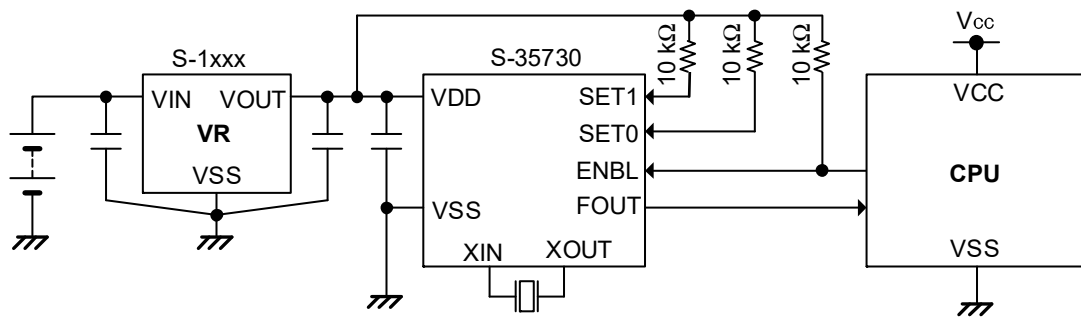 S-1xxx
VIN
VOUT
VR
VSS
S-35730
VDD
VSS
XIN
XOUT
SET1
SET0
ENBL
FOUT
10 kΩ
10 kΩ
10 kΩ
Vcc
VCC
CPU
VSS